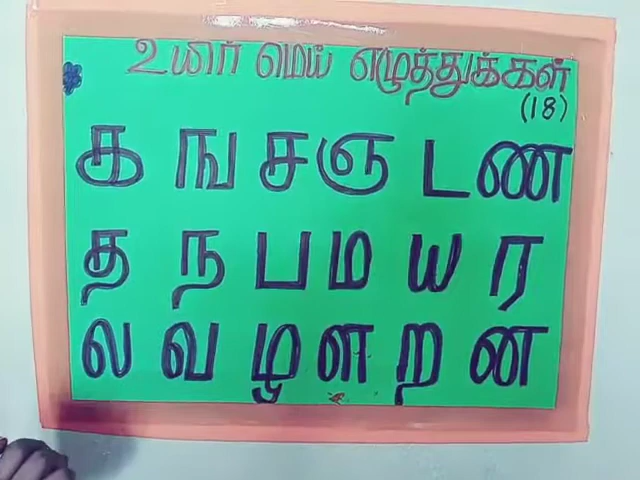 உயிர் மெய் எழுத்துக்கள்
(18)
க ங ச ஞ ட ண
த ந ப ம ய ர
ல வ ழ ள ற ன